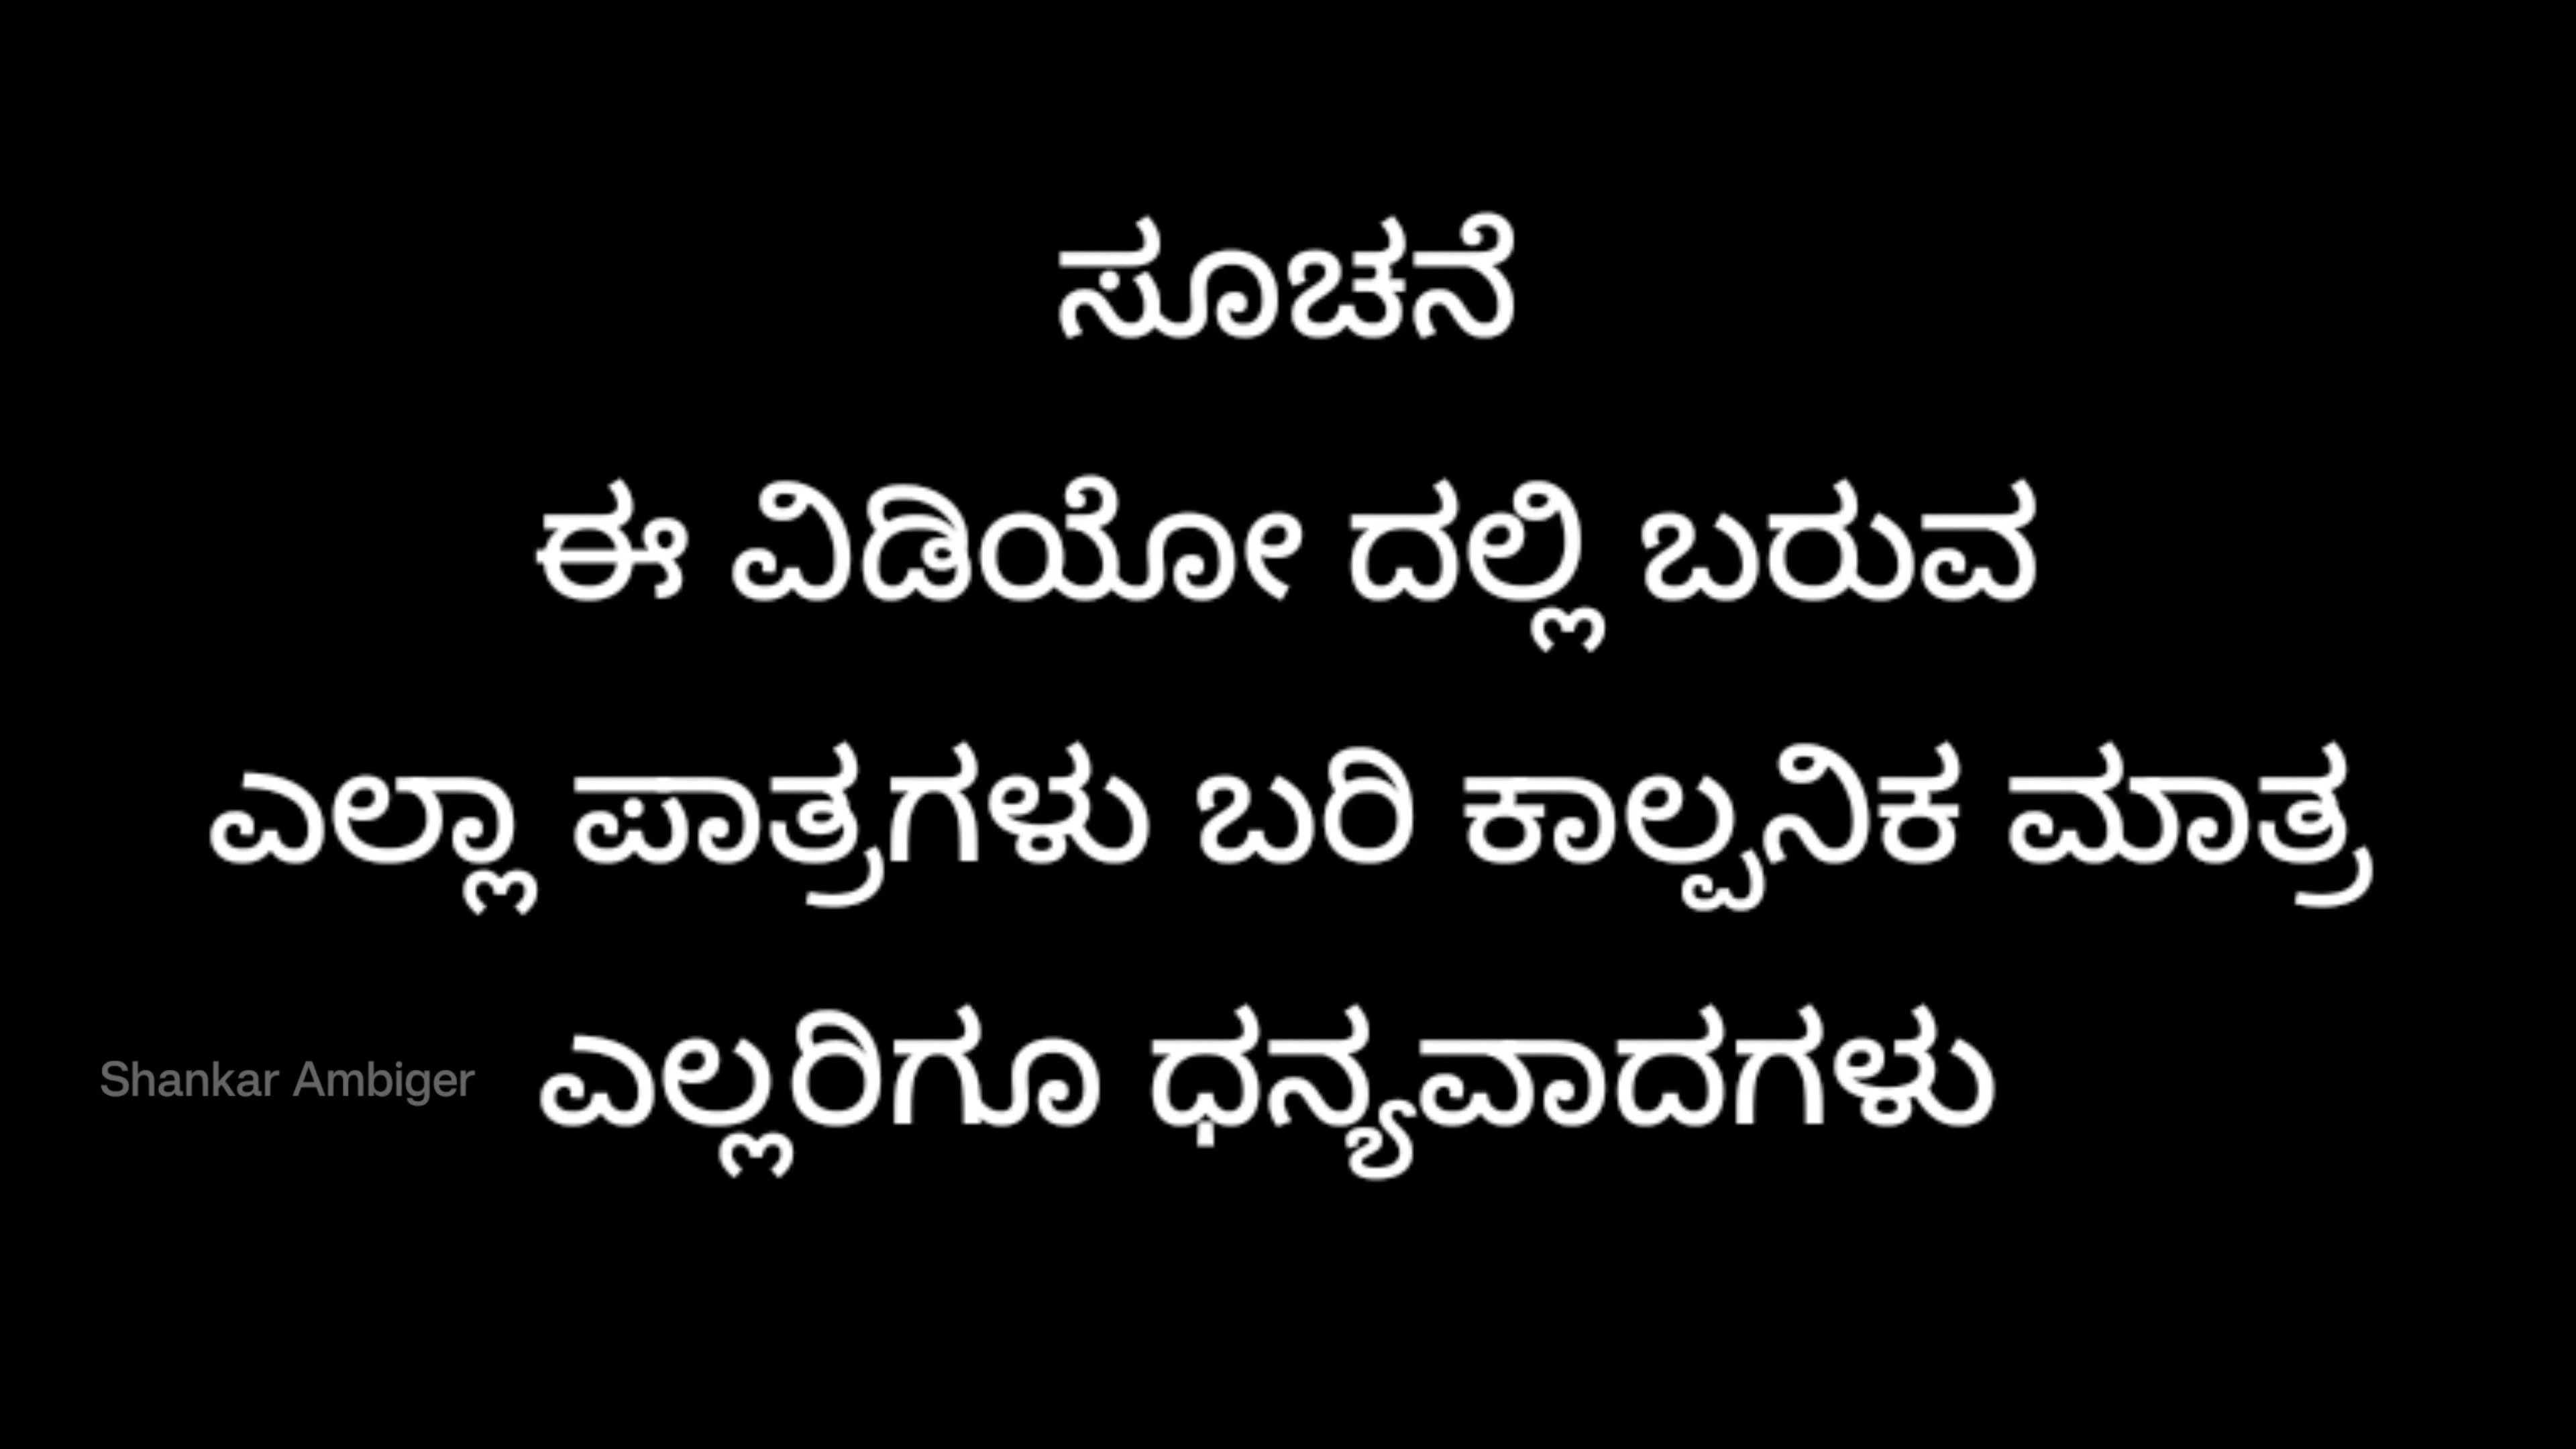 ಸೂಚನೆ
ಈ ವಿಡಿಯೋ ದಲ್ಲಿ ಬರುವ
ಎಲ್ಲಾ ಪಾತ್ರಗಳು ಬರಿ ಕಾಲ್ಪನಿಕ ಮಾತ್ರ
ಎಲ್ಲರಿಗೂ ಧನ್ಯವಾದಗಳು
Shankar Ambiger